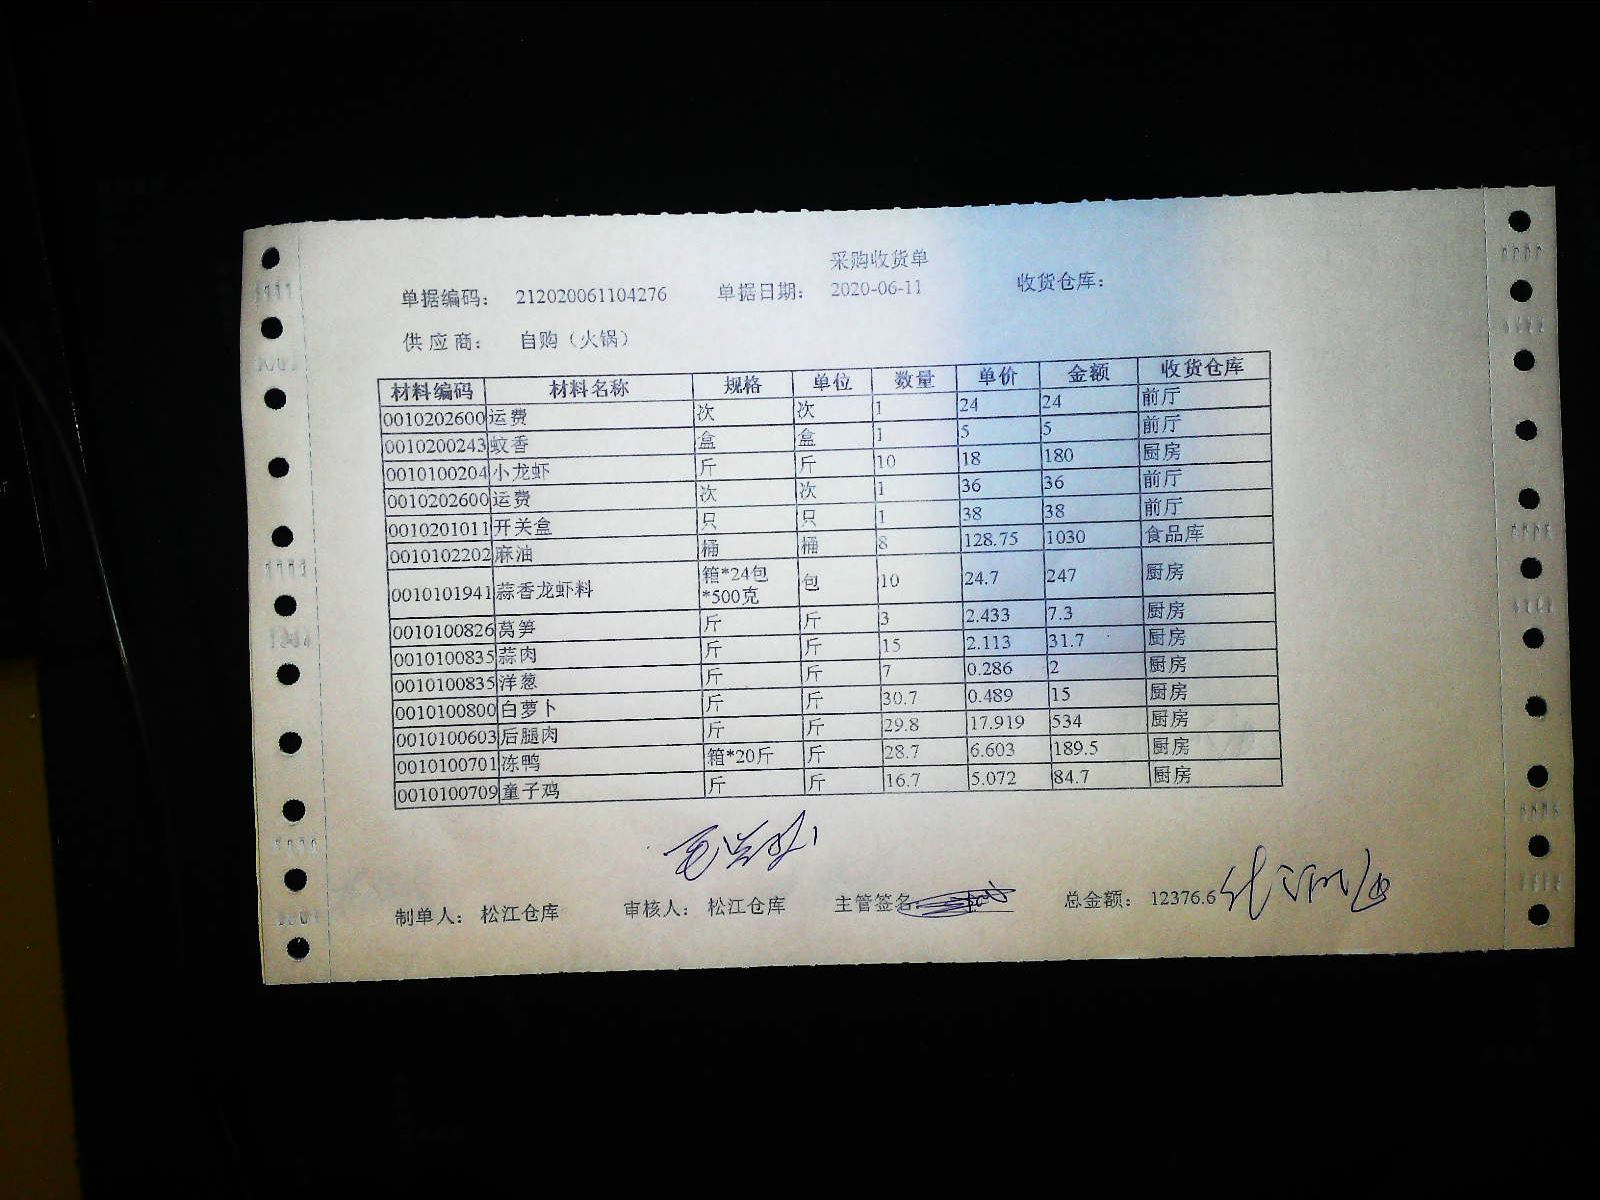 采购收货单
单据编码: 212020061104276 单据日期: 2020-06-11 收货仓库:
供 应 商: 自购（火锅）
材料编码 材料名称 规格 单位 数量 单价 金额 收货仓库
0010202600 运费 次 次 1 24 24 前厅
0010200243 蚊香 盒 盒 1 5 5 前厅
0010100204 小龙虾 斤 斤 10 18 180 厨房
0010202600 运费 次 次 1 36 36 前厅
0010201011 开关盒 只 只 1 38 38 前厅
0010102202 麻油 桶 桶 8 128.75 1030 食品库
0010101941 蒜香龙虾料 箱*24包*500克 包 10 24.7 247 厨房
0010100826 莴笋 斤 斤 3 2.433 7.3 厨房
0010100835 蒜肉 斤 斤 15 2.113 31.7 厨房
0010100835 洋葱 斤 斤 7 0.286 2 厨房
0010100800 白萝卜 斤 斤 30.7 0.489 15 厨房
0010100603 后腿肉 斤 斤 29.8 17.919 534 厨房
0010100701 冻鸭 箱*20斤 斤 28.7 6.603 189.5 厨房
0010100709 童子鸡 斤 斤 16.7 5.072 84.7 厨房
制单人: 松江仓库 审核人: 松江仓库 主管签名: 总金额: 12376.6